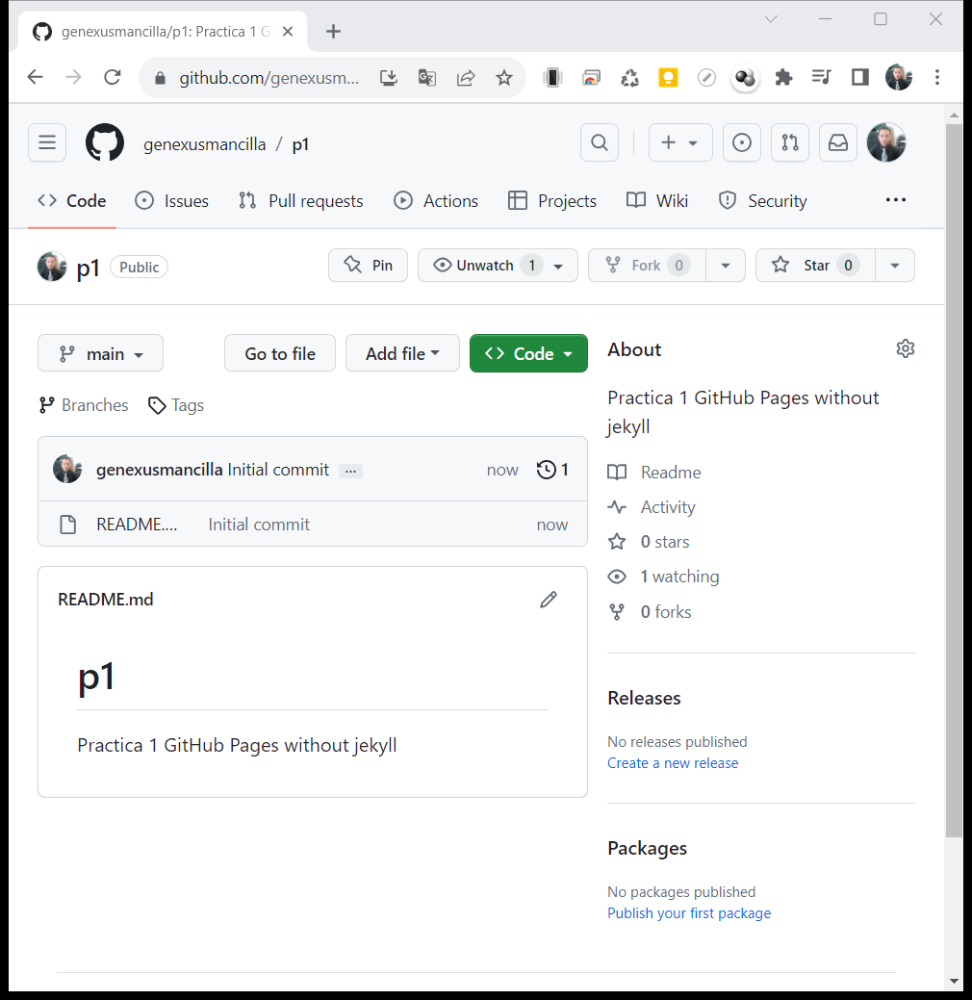 genexusmancilla/p1: Practica 1 G
github.com/genexusm...
genexusmancilla / p1
Code Issues Pull requests Actions Projects Wiki Security ...
p1 Public Pin Unwatch 1 Fork 0 Star 0
main Go to file Add file Code
Branches Tags
genexusmancilla Initial commit ... now 1
README.... Initial commit now
README.md
p1
Practica 1 GitHub Pages without jekyll
About
Practica 1 GitHub Pages without
jekyll
Readme
Activity
0 stars
1 watching
0 forks
Releases
No releases published
Create a new release
Packages
No packages published
Publish your first package